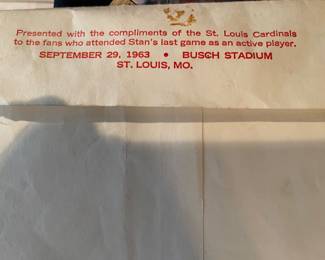 Presented with the compliments of the St. Louis Cardinals
to the fans who attended Stan's last game as an active player.
SEPTEMBER 29, 1963 • BUSCH STADIUM
ST. LOUIS, MO.